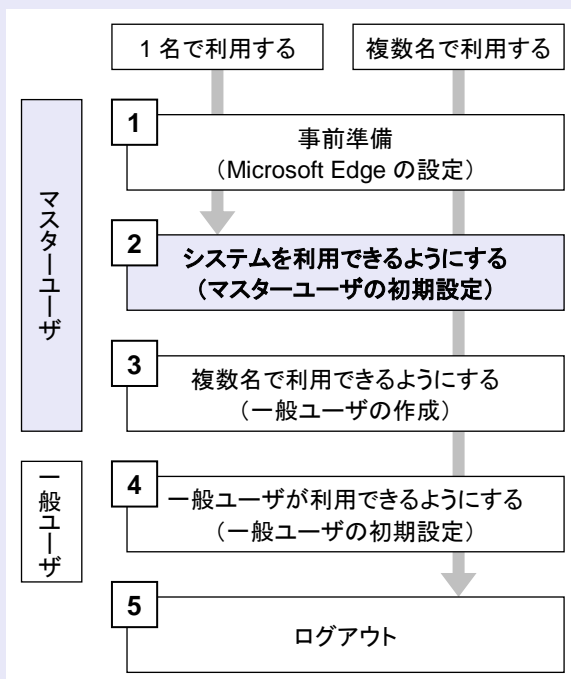 1 名で利用する
複数名で利用する
マスターユーザ
1
事前準備
（Microsoft Edge の設定）
2
システムを利用できるようにする
（マスターユーザの初期設定）
3
複数名で利用できるようにする
（一般ユーザの作成）
一般ユーザ
4
一般ユーザが利用できるようにする
（一般ユーザの初期設定）
5
ログアウト